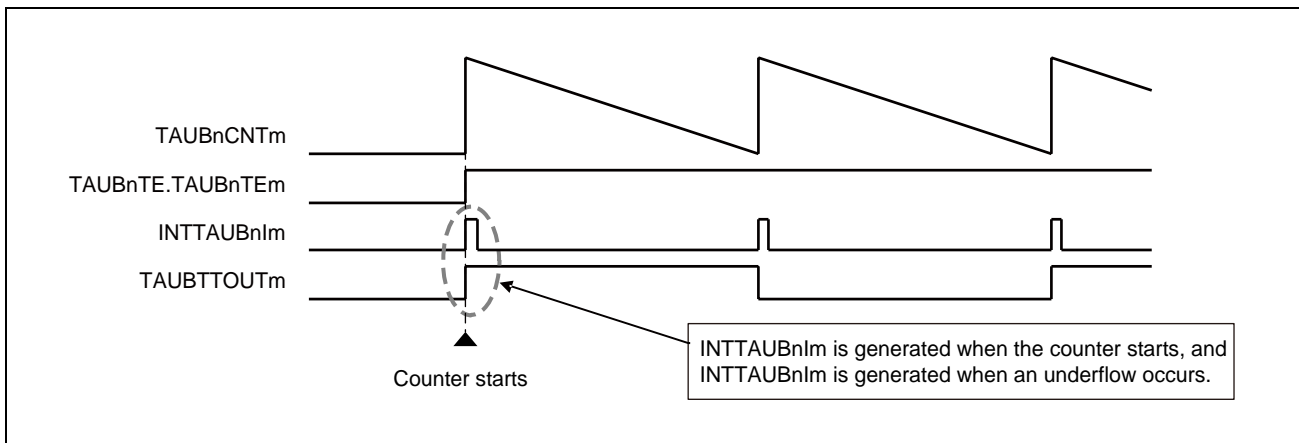 TAUBnCNTm
TAUBnTE.TAUBnTEm
INTTAUBnIm
TAUBTTOUTm
Counter starts
INTTAUBnIm is generated when the counter starts, and
INTTAUBnIm is generated when an underflow occurs.